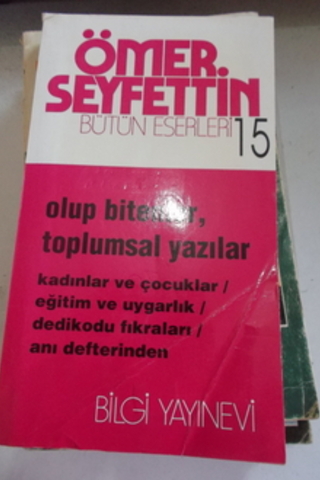 ÖMER
SEYFETTİN
BÜTÜN ESERLERİ 15
olup bitenler,
toplumsal yazılar
kadınlar ve çocuklar /
eğitim ve uygarlık /
dedikodu fıkraları /
anı defterinden
BİLGİ YAYINEVİ